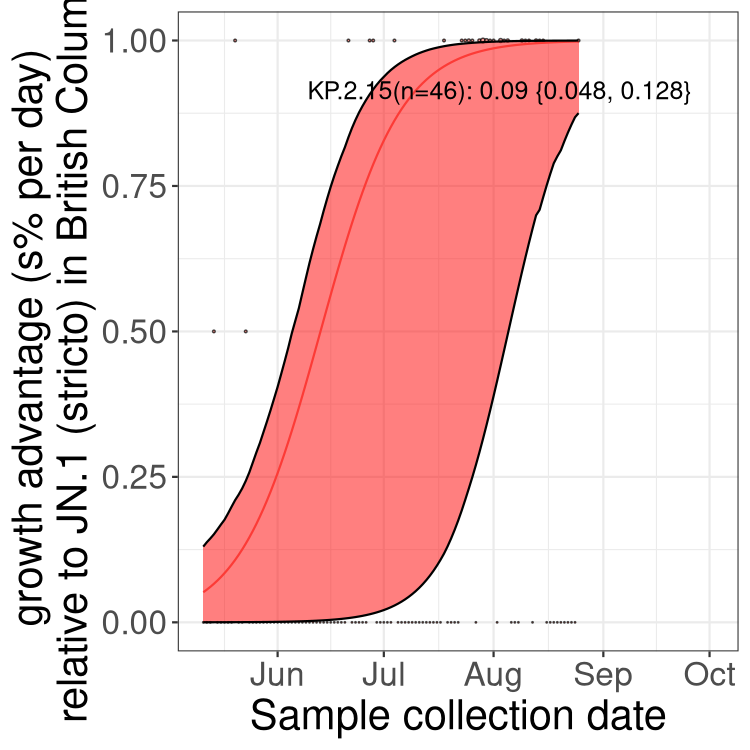 growth advantage (s% per day)
relative to JN.1 (stricto) in British Colum
1.00
0.75
0.50
0.25
0.00
KP.2.15(n=46): 0.09 {0.048, 0.128}
Jun Jul Aug Sep Oct
Sample collection date